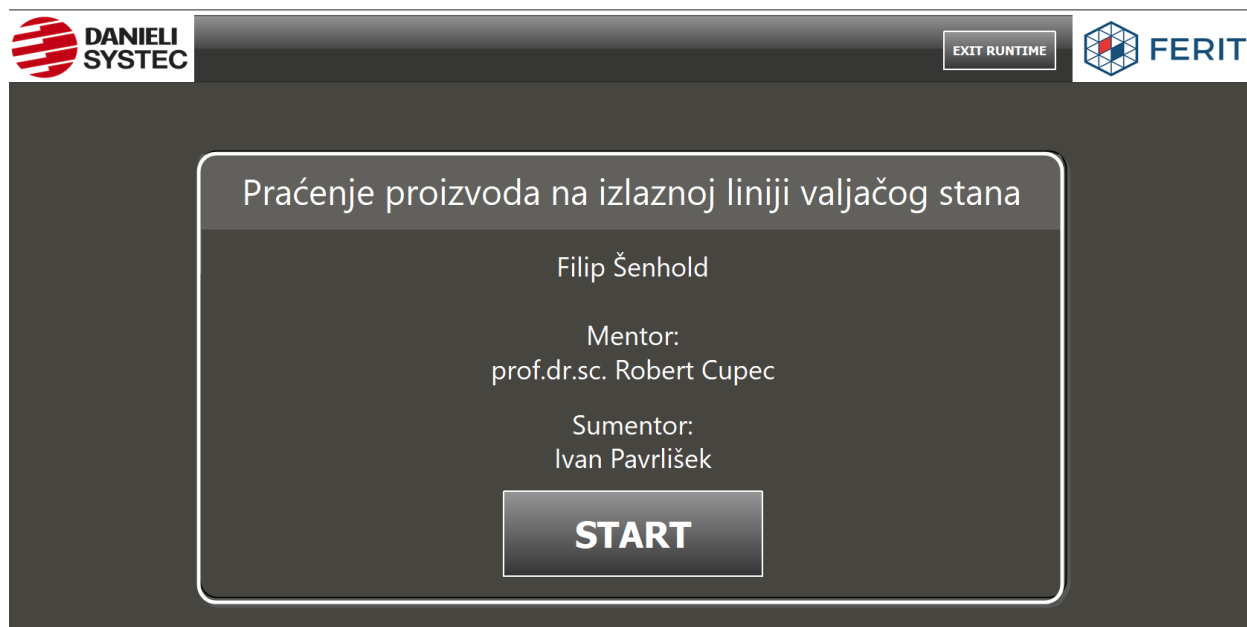 DANIELI
SYSTEC
EXIT RUNTIME
FERIT
Praćenje proizvoda na izlaznoj liniji valjačog stana
Filip Šenhold
Mentor:
prof.dr.sc. Robert Cupec
Sumentor:
Ivan Pavrlišek
START